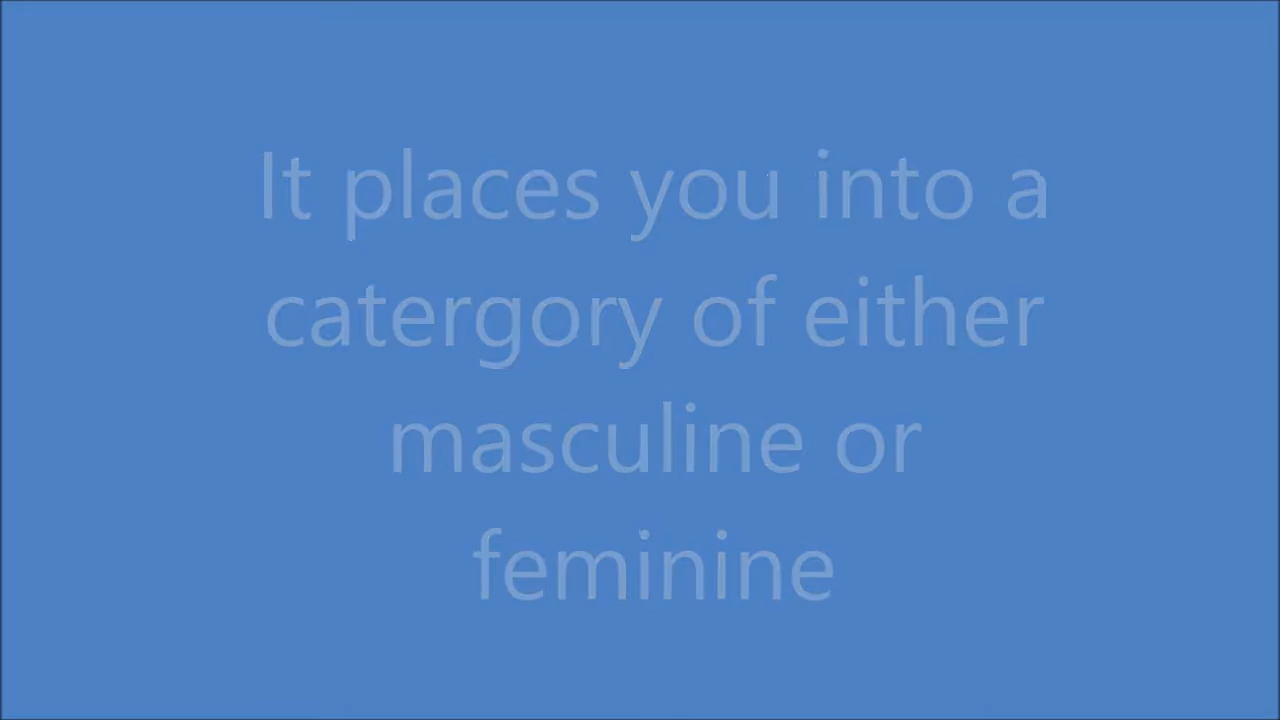 It places you into a
catergory of either
masculine or
feminine